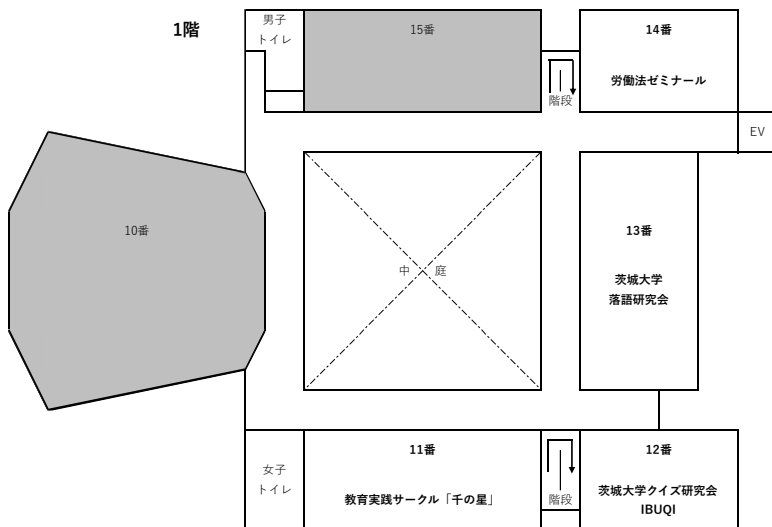 1階
男子
トイレ
15番
14番
労働法ゼミナール
階段
EV
10番
13番
茨城大学
落語研究会
中 庭
女子
トイレ
11番
教育実践サークル「千の星」
階段
12番
茨城大学クイズ研究会
IBUQI